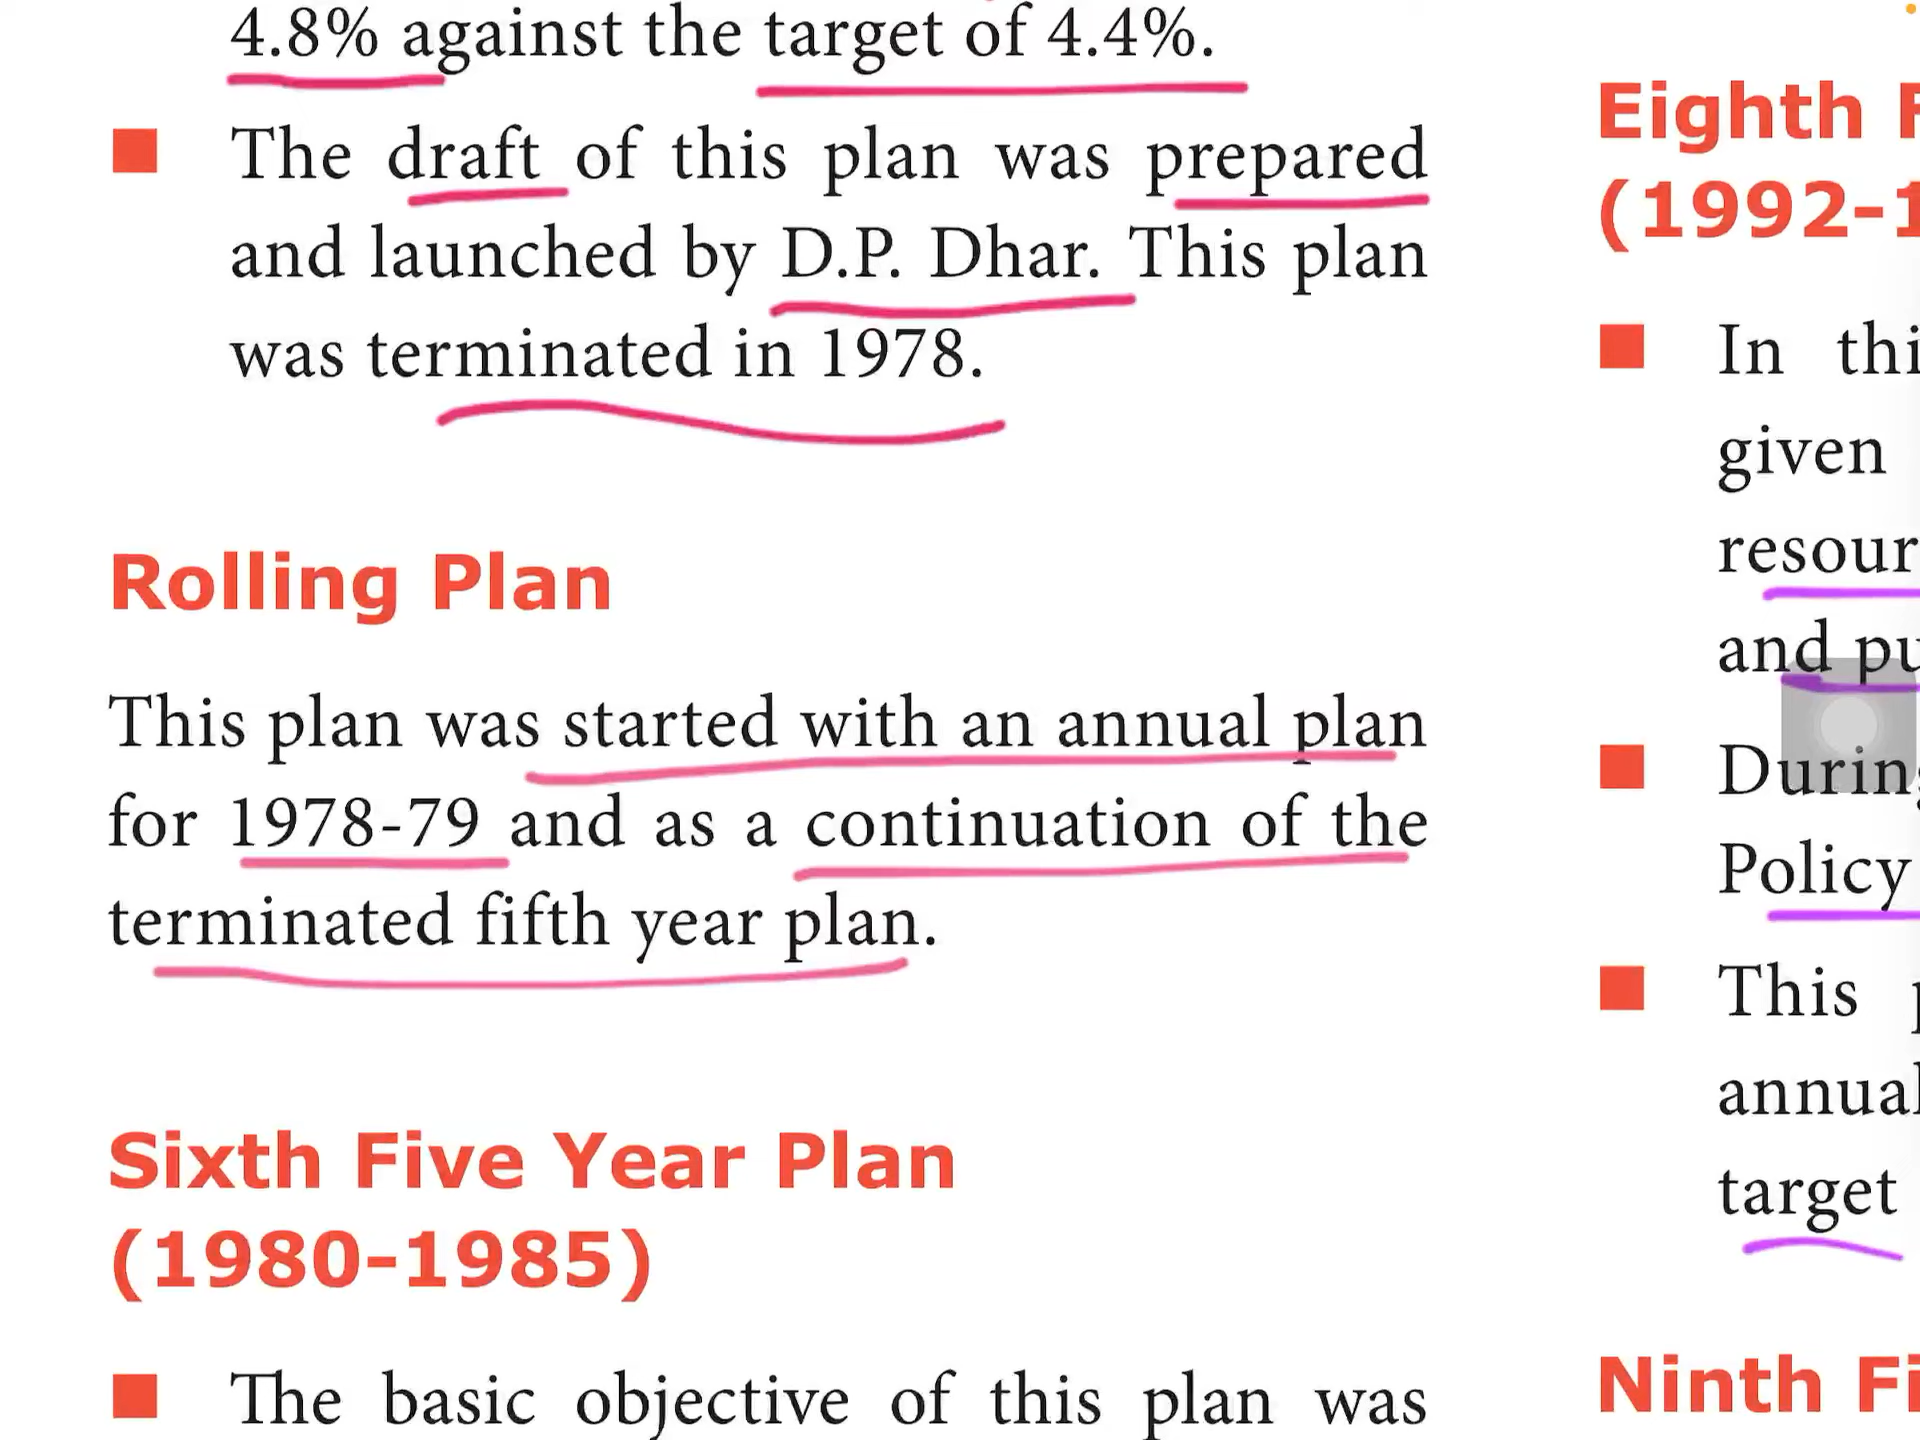 4.8% against the target of 4.4%.
The draft of this plan was prepared
and launched by D.P. Dhar. This plan
was terminated in 1978.
Rolling Plan
This plan was started with an annual plan
for 1978-79 and as a continuation of the
terminated fifth year plan.
Sixth Five Year Plan
(1980-1985)
The basic objective of this plan was
Eighth
(1992-1
In
given
and
Policy
This
target
Ninth